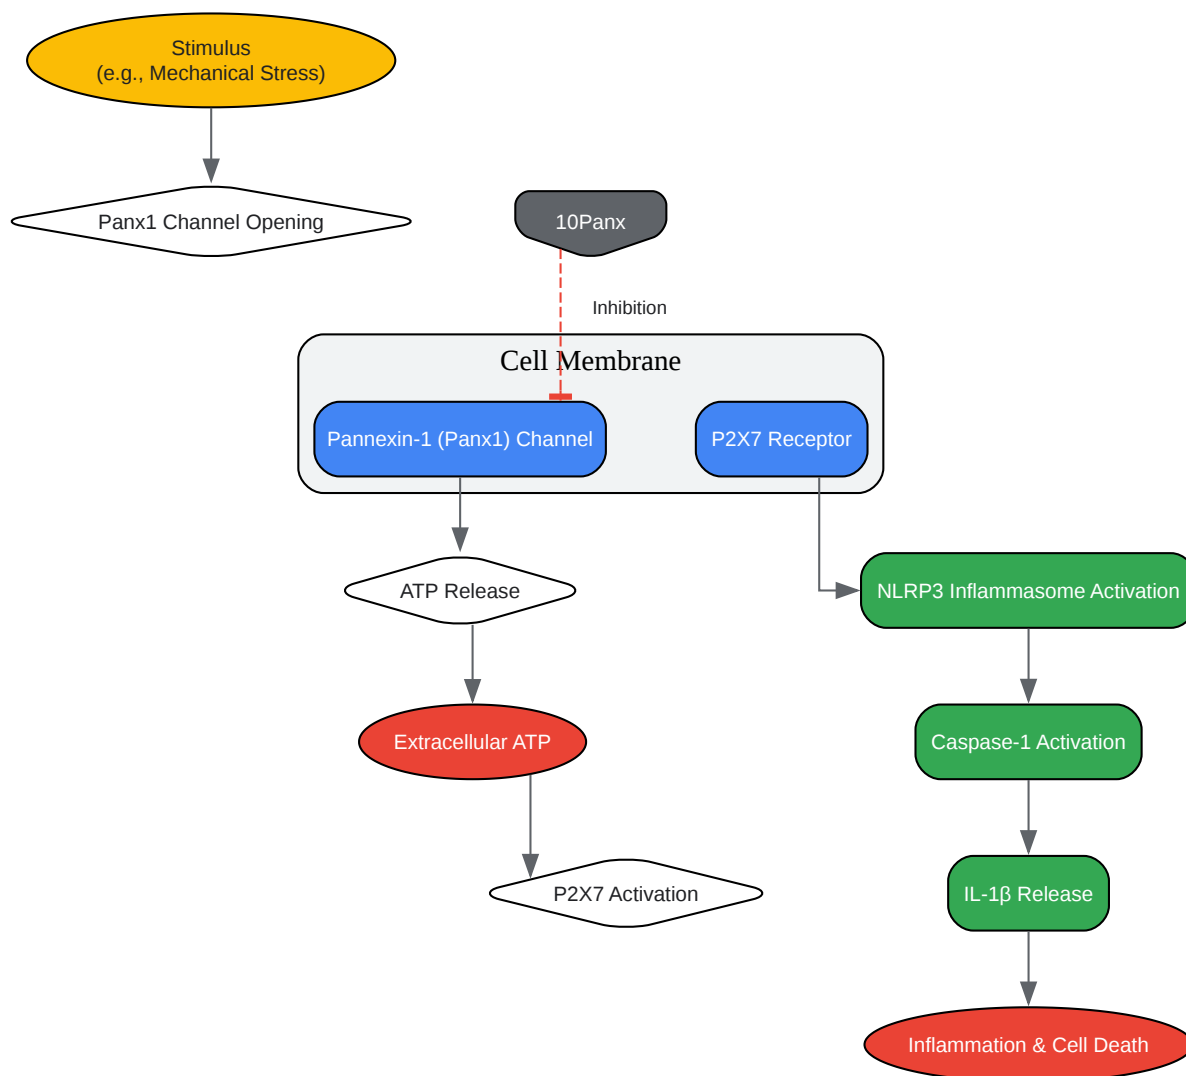 Stimulus
(e.g., Mechanical Stress)
Panx1 Channel Opening
10Panx
Inhibition
Cell Membrane
Pannexin-1 (Panx1) Channel
P2X7 Receptor
ATP Release
NLRP3 Inflammasome Activation
Extracellular ATP
Caspase-1 Activation
P2X7 Activation
IL-1β Release
Inflammation & Cell Death